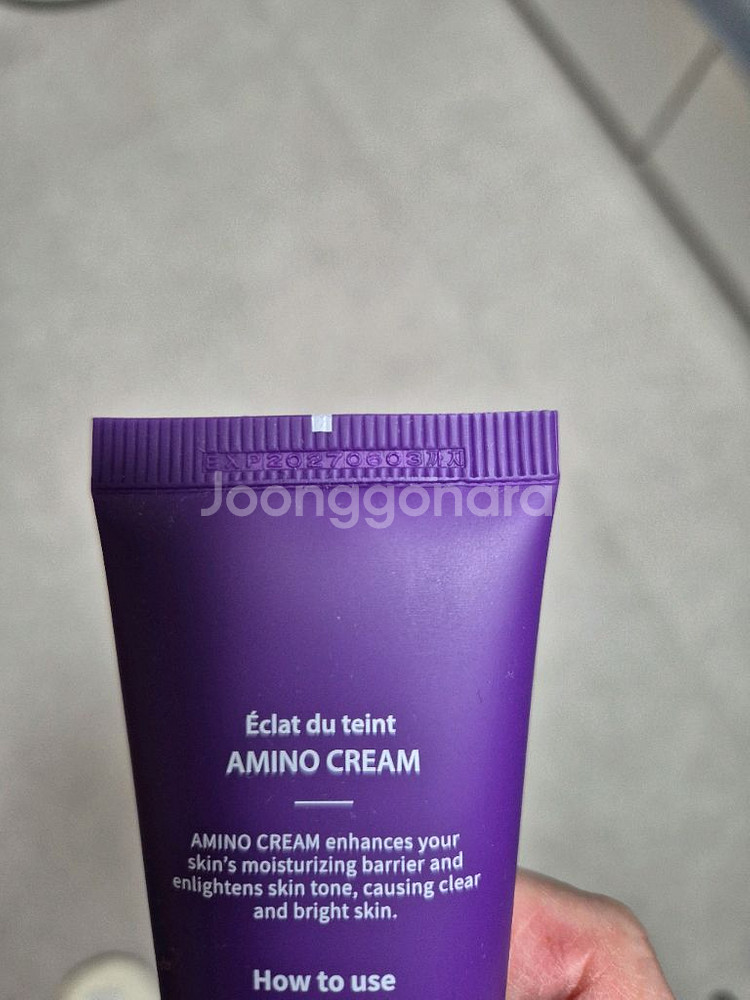 EXP20270603까지
Joonggonara
Éclat du teint
AMINO CREAM
AMINO CREAM enhances your
skin's moisturizing barrier and
enlightens skin tone, causing clear
and bright skin.
How to use